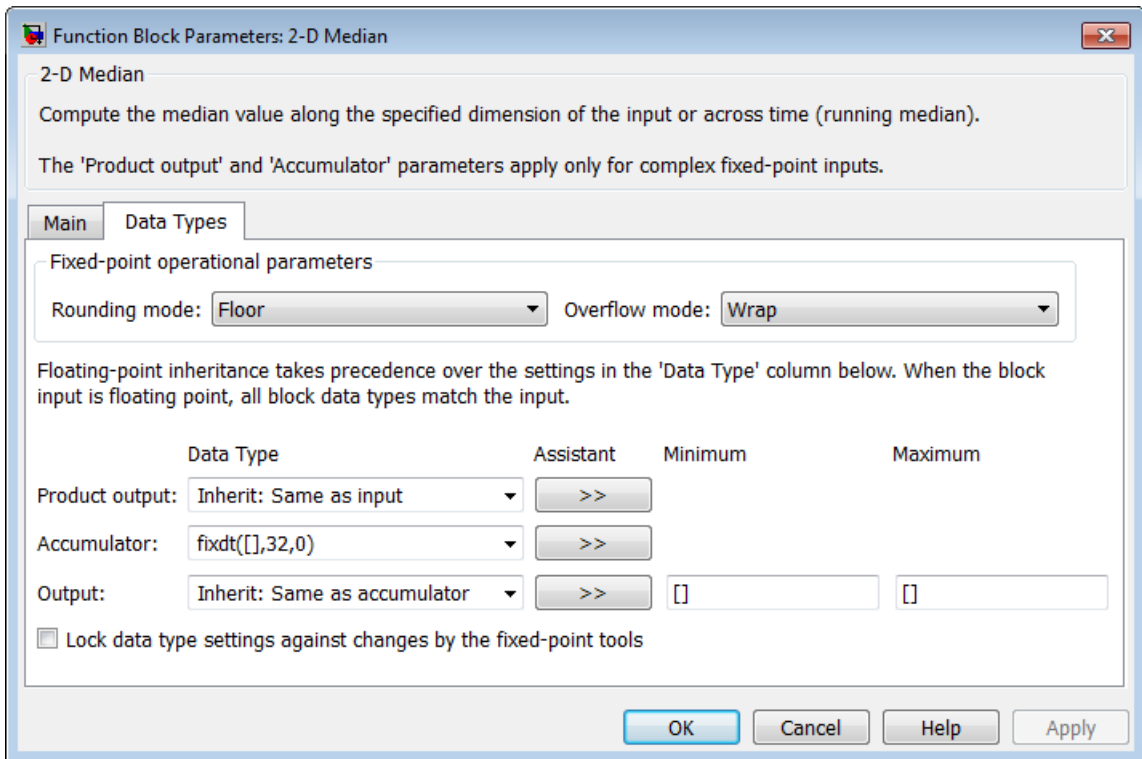 Function Block Parameters: 2-D Median
2-D Median
Compute the median value along the specified dimension of the input or across time (running median).
The 'Product output' and 'Accumulator' parameters apply only for complex fixed-point inputs.
Main Data Types
Fixed-point operational parameters
Rounding mode: Floor Overflow mode: Wrap
Floating-point inheritance takes precedence over the settings in the 'Data Type' column below. When the block
input is floating point, all block data types match the input.
Data Type Assistant Minimum Maximum
Product output: Inherit: Same as input >>
Accumulator: fixdt([],32,0) >>
Output: Inherit: Same as accumulator >> [] []
Lock data type settings against changes by the fixed-point tools
OK Cancel Help Apply